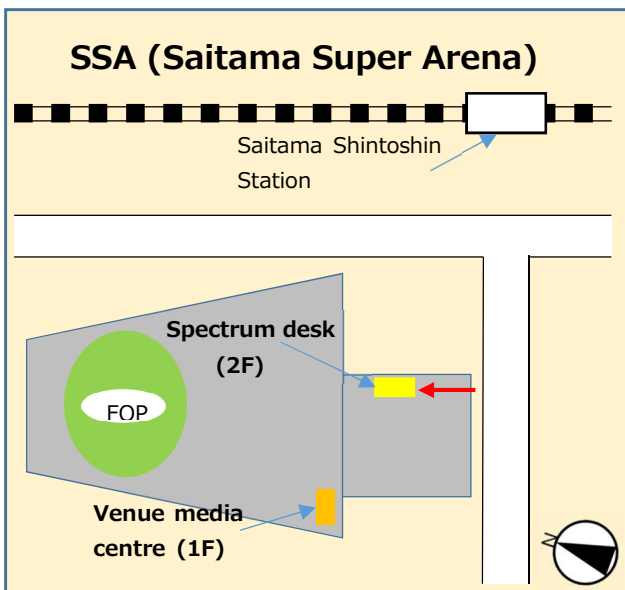 SSA (Saitama Super Arena)
Saitama Shintoshin
Station
Spectrum desk
(2F)
FOP
Venue media
centre (1F)
N